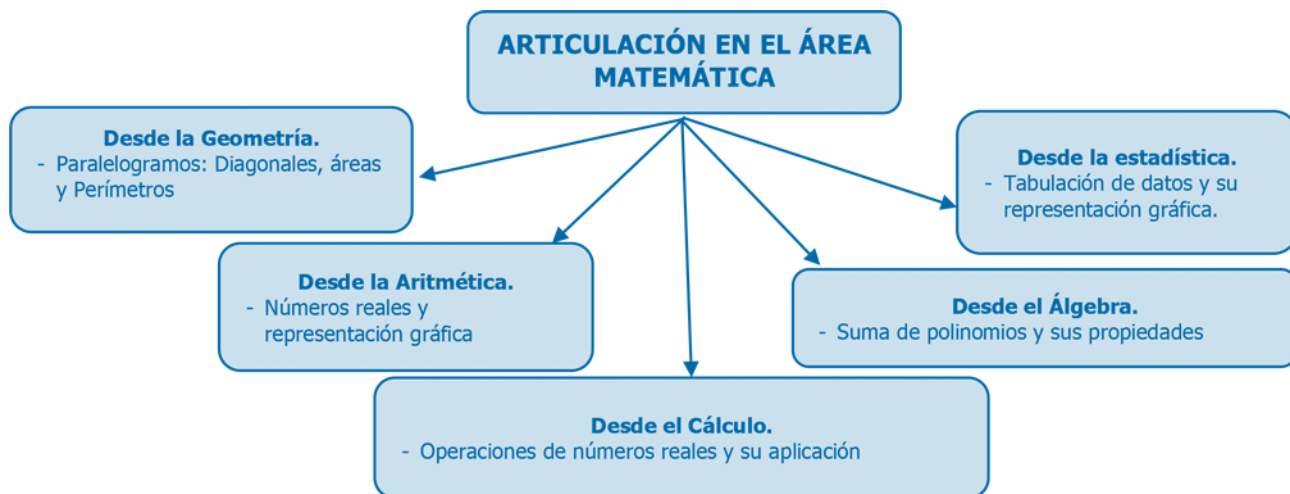 ARTICULACIÓN EN EL ÁREA
MATEMÁTICA
Desde la Geometría.
- Paralelogramos: Diagonales, áreas
y Perímetros
Desde la estadística.
- Tabulación de datos y su
representación gráfica.
Desde la Aritmética.
- Números reales y
representación gráfica
Desde el Álgebra.
- Suma de polinomios y sus propiedades
Desde el Cálculo.
- Operaciones de números reales y su aplicación